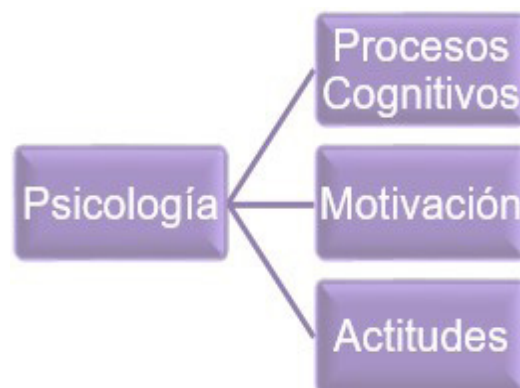 Procesos
Cognitivos
Psicología
Motivación
Actitudes